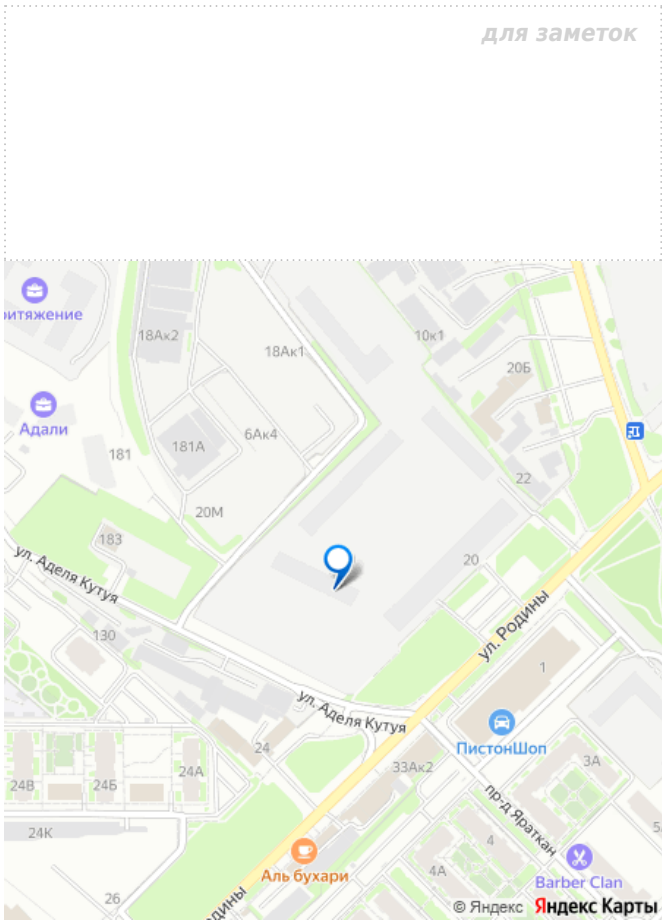 для заметок
ритяжение
18Ак2
18Ак1
10к1
20Б
Адали
181
181А
6Ак4
22
20М
183
20
ул. Аделя Кутуя
130
ул. Родины
1
ул. Аделя Кутуя
24
ПистонШоп
33Ак2
3А
24В
24Б
24А
пр-д Яраткан
24К
4
5
4А
Аль бухари
Barber Clan
26
дины
© Яндекс Яндекс Карты